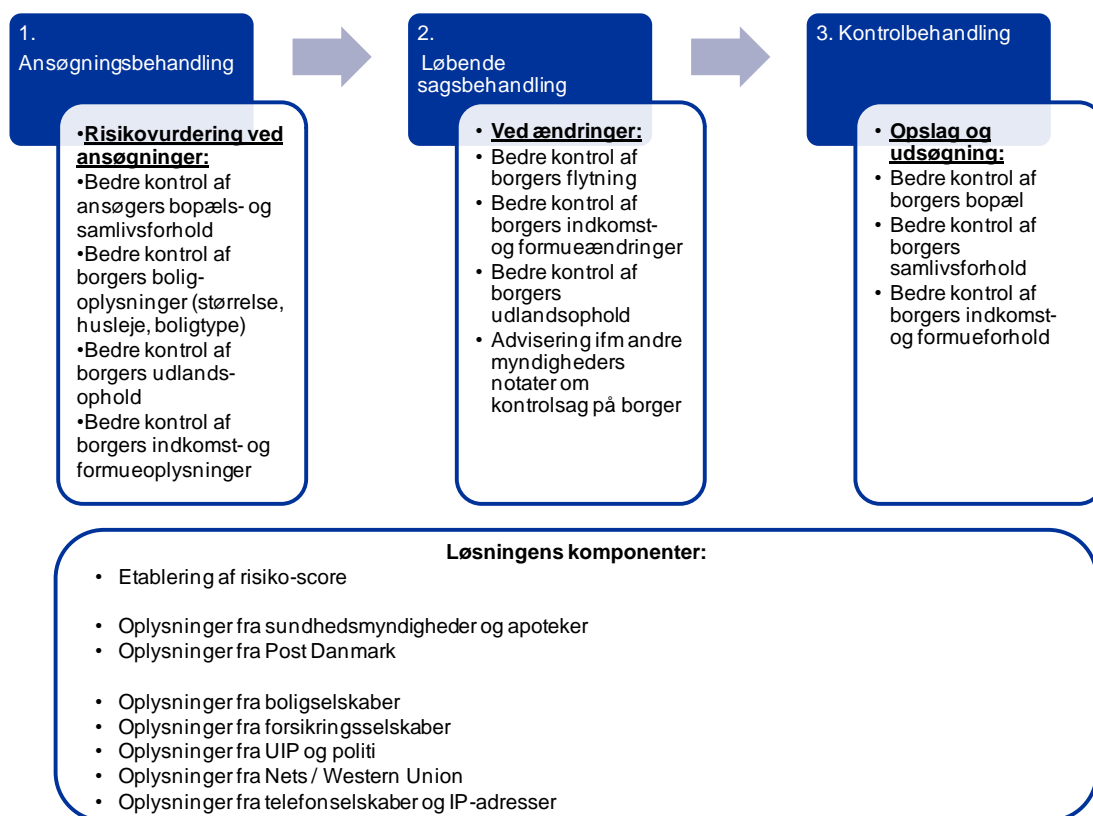 1.
Ansøgningsbehandling
•Risikovurdering ved
ansøgninger:
•Bedre kontrol af
ansøgers bopæls- og
samlivsforhold
•Bedre kontrol af
borgers bolig-
oplysninger (størrelse,
husleje, boligtype)
•Bedre kontrol af
borgers udlands-
ophold
•Bedre kontrol af
borgers indkomst- og
formueoplysninger
2.
Løbende
sagsbehandling
• Ved ændringer:
• Bedre kontrol af
borgers flytning
• Bedre kontrol af
borgers indkomst-
og formueændringer
• Bedre kontrol af
borgers
udlandsophold
• Advisering ifm andre
myndigheders
notater om
kontrolsag på borger
3. Kontrolbehandling
• Opslag og
udsøgning:
• Bedre kontrol af
borgers bopæl
• Bedre kontrol af
borgers
samlivsforhold
• Bedre kontrol af
borgers indkomst-
og formueforhold
Løsningens komponenter:
• Etablering af risiko-score
• Oplysninger fra sundhedsmyndigheder og apoteker
• Oplysninger fra Post Danmark
• Oplysninger fra boligselskaber
• Oplysninger fra forsikringsselskaber
• Oplysninger fra UIP og politi
• Oplysninger fra Nets / Western Union
• Oplysninger fra telefonselskaber og IP-adresser